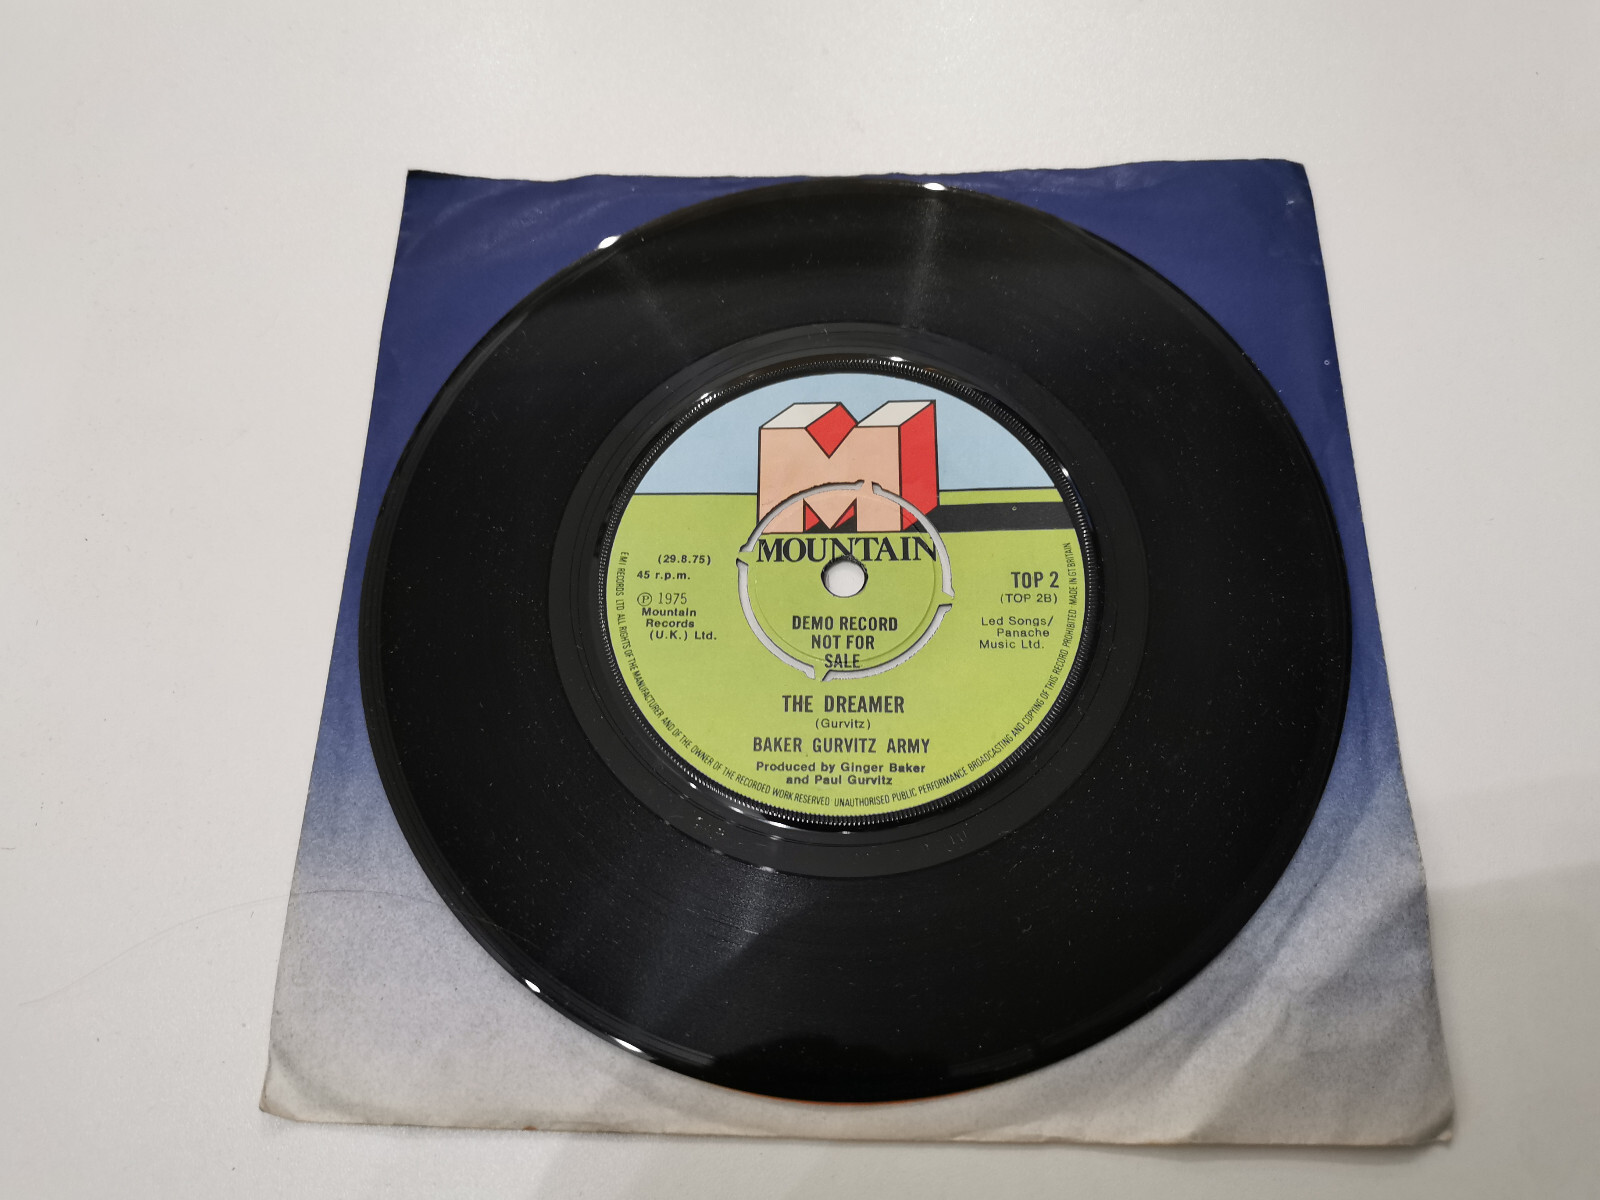 MOUNTAIN
(29.8.75)
45 r.p.m.
Ⓟ 1975
Mountain
Records
(U.K.) Ltd.
TOP 2
(TOP 2B)
Led Songs/
Panache
Music Ltd.
DEMO RECORD
NOT FOR
SALE
THE DREAMER
(Gurvitz)
BAKER GURVITZ ARMY
Produced by Ginger Baker
and Paul Gurvitz
EMI RECORDS LTD ALL RIGHTS OF THE MANUFACTURER AND OF THE OWNER OF THE RECORDED WORK RESERVED UNAUTHORISED PUBLIC PERFORMANCE BROADCASTING AND COPYING OF THIS RECORD PROHIBITED MADE IN GT BRITAIN